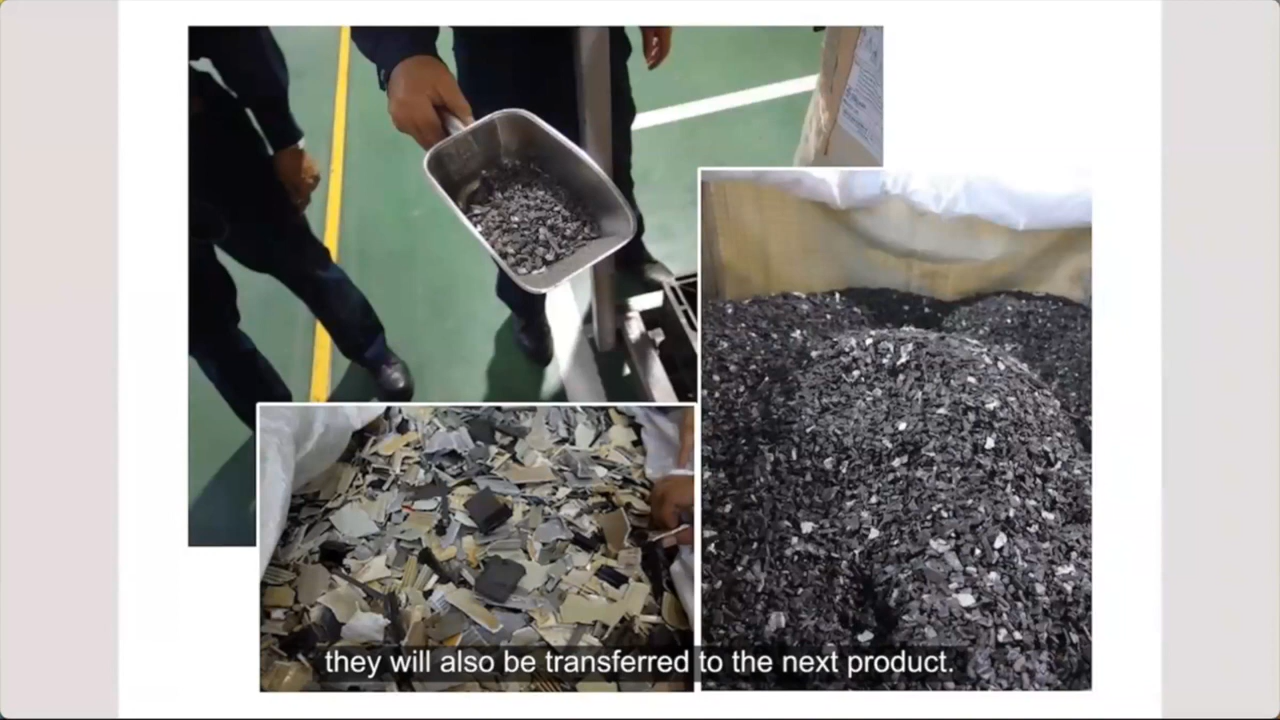 they will also be transferred to the next product.